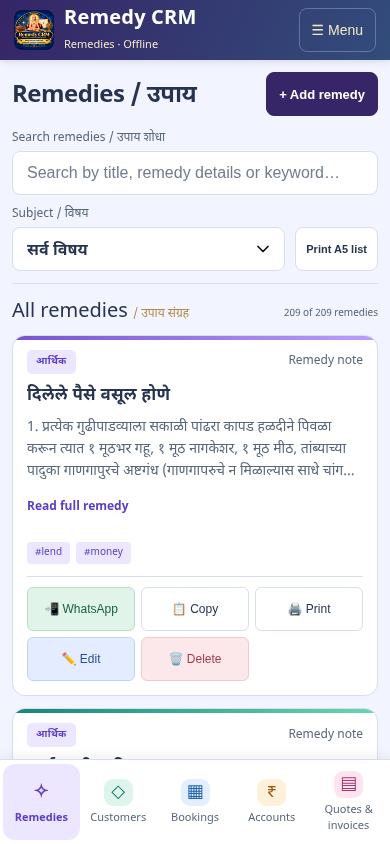 Remedy CRM
Remedies · Offline
☰ Menu
Remedies / उपाय
+ Add remedy
Search remedies / उपाय शोधा
Search by title, remedy details or keyword…
Subject / विषय
सर्व विषय
Print A5 list
All remedies / उपाय संग्रह
209 of 209 remedies
आर्थिक
Remedy note
दिलेले पैसे वसूल होणे
1. प्रत्येक गुढीपाडव्याला सकाळी पांढरा कापड हळदीने पिवळा
करून त्यात १ मूठभर गहू, १ मूठ नागकेशर, १ मूठ मीठ, तांब्याच्या
पादुका गाणगापुरचे अष्टगंध (गाणगापरुचे न मिळाल्यास साधे चांग…
Read full remedy
#lend #money
WhatsApp
Copy
Print
Edit
Delete
आर्थिक
Remedy note
Remedies
Customers
Bookings
Accounts
Quotes &
invoices